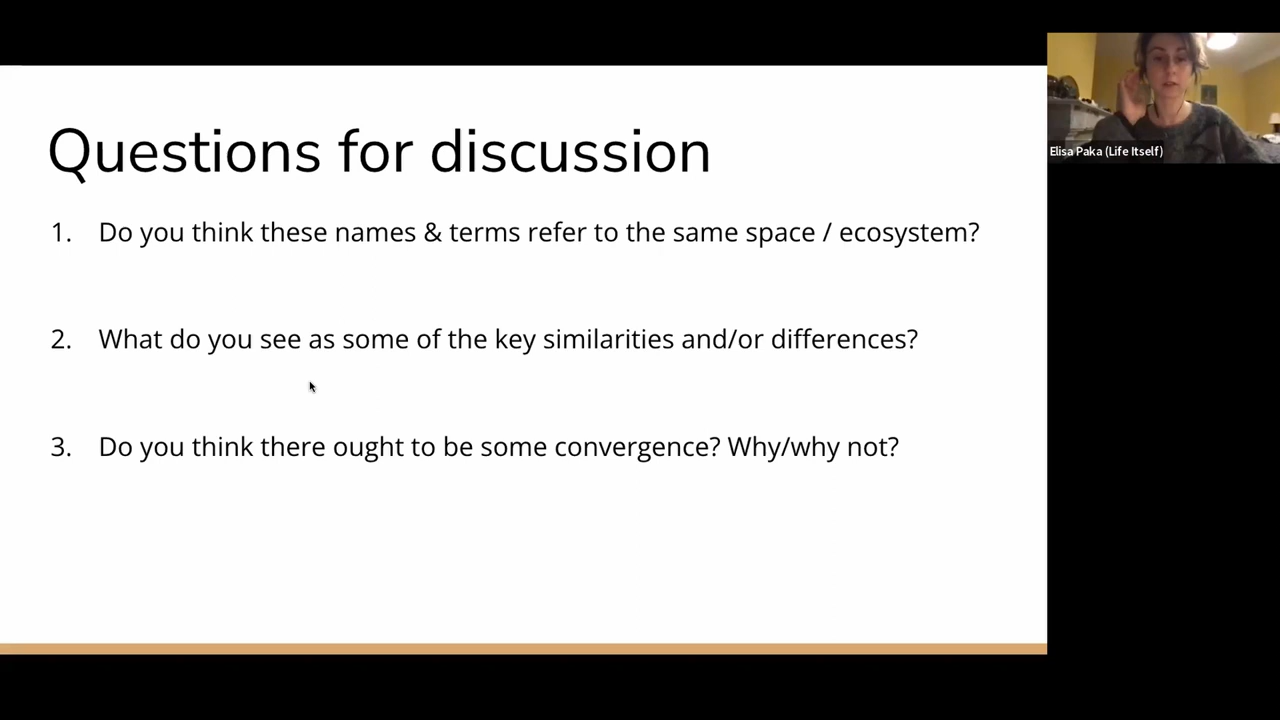 Questions for discussion
1. Do you think these names & terms refer to the same space / ecosystem?
2. What do you see as some of the key similarities and/or differences?
3. Do you think there ought to be some convergence? Why/why not?
Elisa Paka (Life Itself)